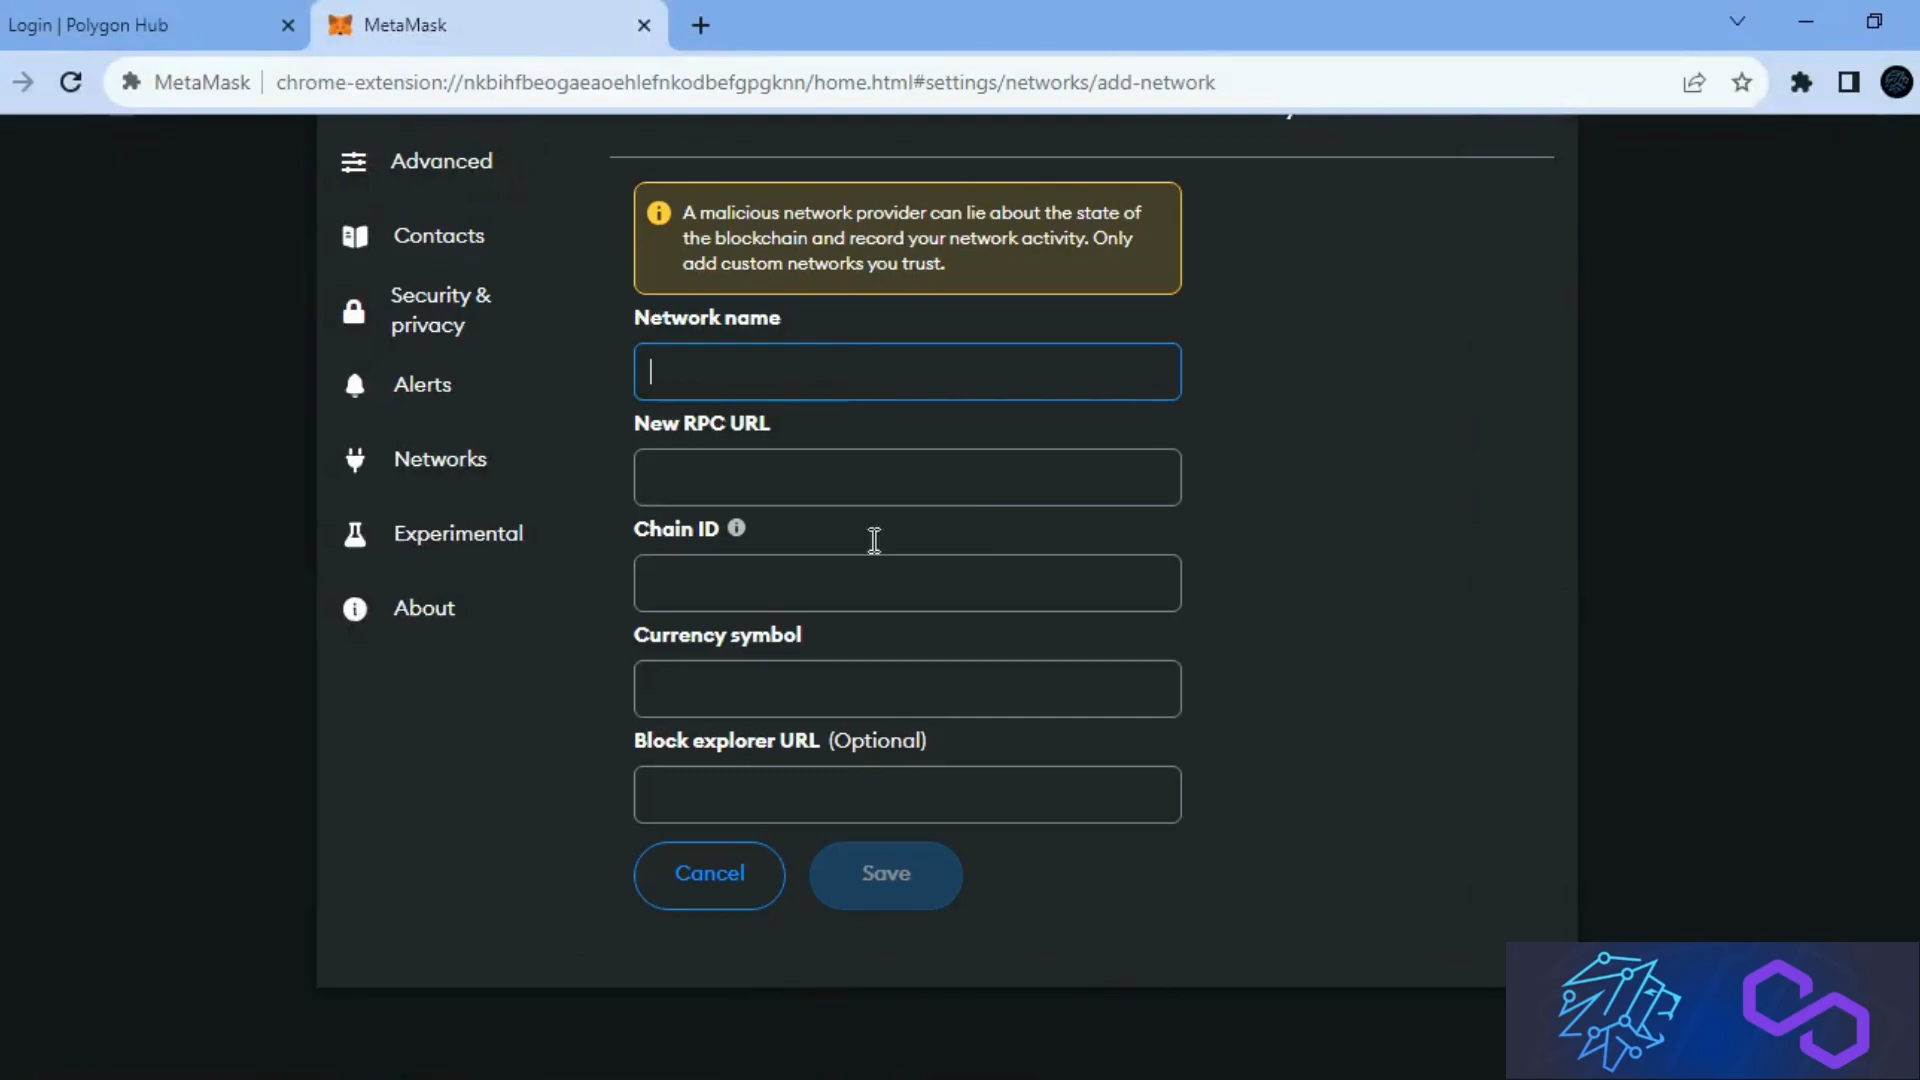 Login | Polygon Hub
MetaMask
MetaMask
chrome-extension://nkbihfbeogaeaoehlefnkodbefgpgknn/home.html#settings/networks/add-network
Advanced
Contacts
Security &
privacy
Alerts
Networks
Experimental
About
A malicious network provider can lie about the state of
the blockchain and record your network activity. Only
add custom networks you trust.
Network name
New RPC URL
Chain ID
Currency symbol
Block explorer URL (Optional)
Cancel
Save